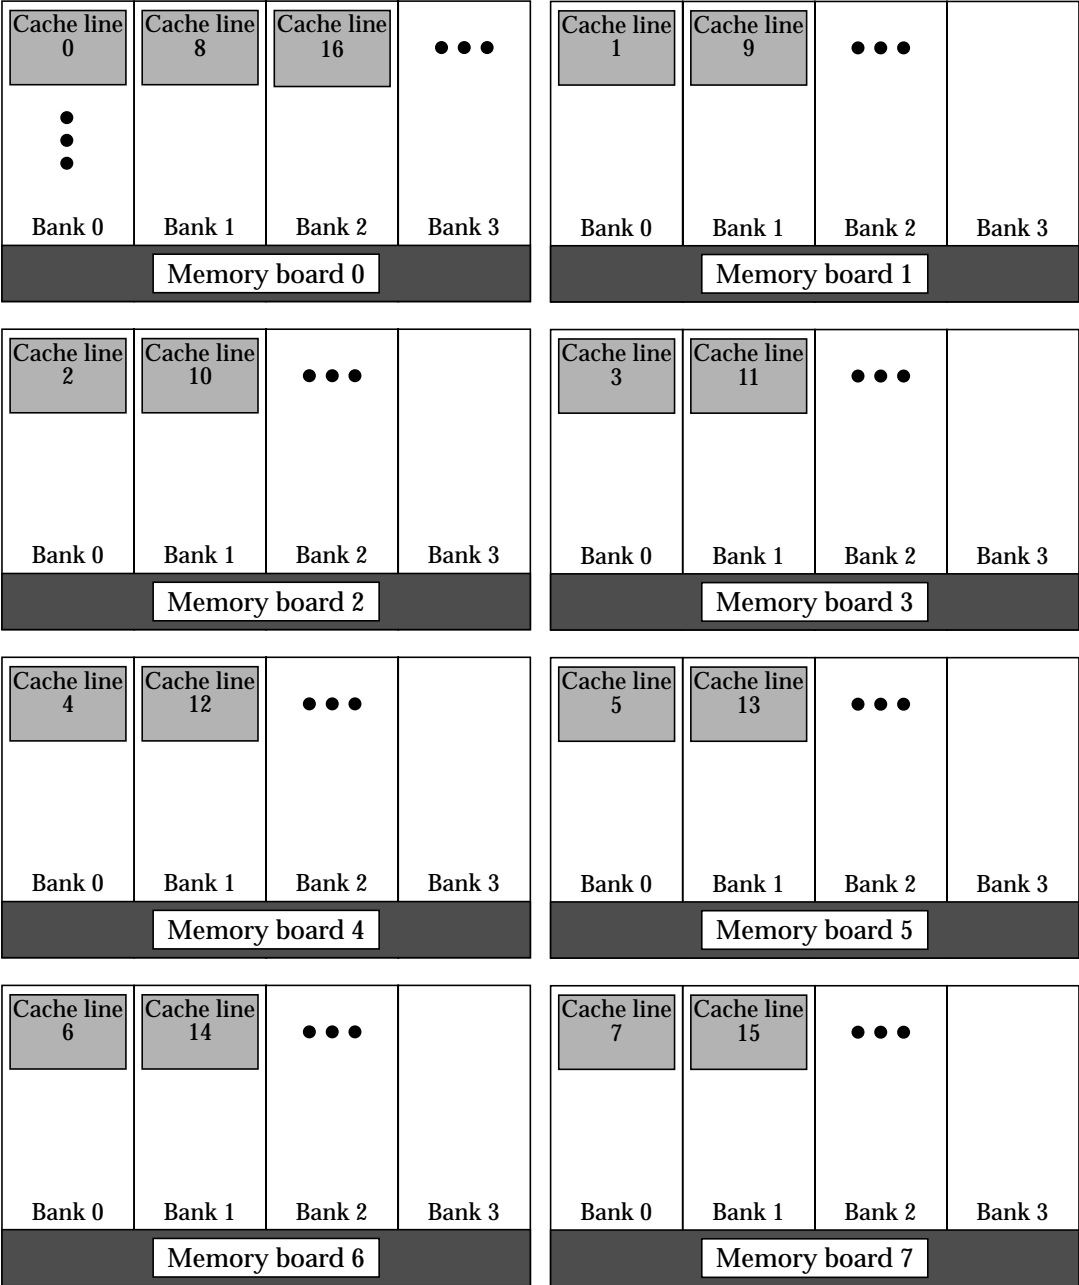 Cache line
0
Cache line
8
Cache line
16
Bank 0
Bank 1
Bank 2
Bank 3
Memory board 0
Cache line
1
Cache line
9
Bank 0
Bank 1
Bank 2
Bank 3
Memory board 1
Cache line
2
Cache line
10
Bank 0
Bank 1
Bank 2
Bank 3
Memory board 2
Cache line
3
Cache line
11
Bank 0
Bank 1
Bank 2
Bank 3
Memory board 3
Cache line
4
Cache line
12
Bank 0
Bank 1
Bank 2
Bank 3
Memory board 4
Cache line
5
Cache line
13
Bank 0
Bank 1
Bank 2
Bank 3
Memory board 5
Cache line
6
Cache line
14
Bank 0
Bank 1
Bank 2
Bank 3
Memory board 6
Cache line
7
Cache line
15
Bank 0
Bank 1
Bank 2
Bank 3
Memory board 7